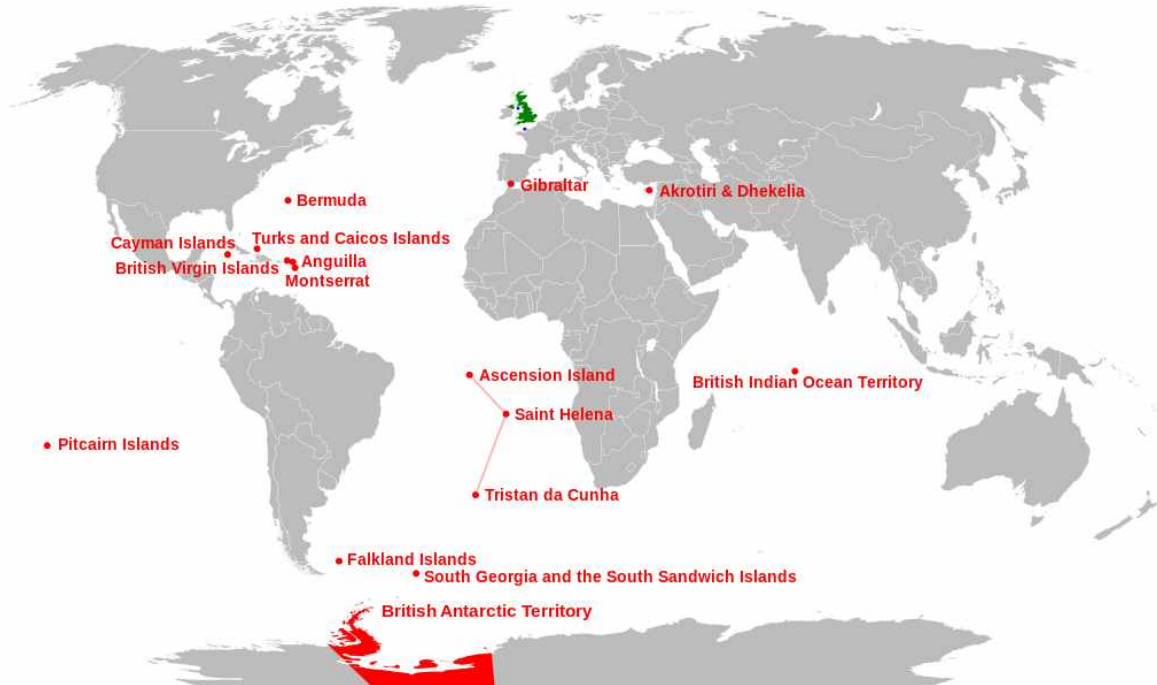 Gibraltar
Akrotiri & Dhekelia
Bermuda
Turks and Caicos Islands
Cayman Islands
Anguilla
British Virgin Islands
Montserrat
Ascension Island
British Indian Ocean Territory
Saint Helena
Pitcairn Islands
Tristan da Cunha
Falkland Islands
South Georgia and the South Sandwich Islands
British Antarctic Territory